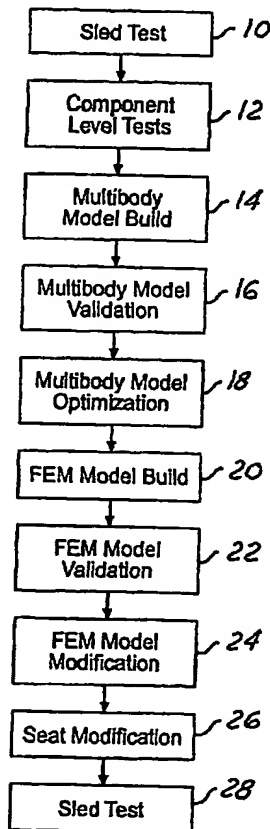 Sled Test 10
Component 12
Level Tests
Multibody 14
Model Build
Multibody Model 16
Validation
Multibody Model 18
Optimization
FEM Model Build 20
FEM Model 22
Validation
FEM Model 24
Modification
Seat Modification 26
Sled Test 28